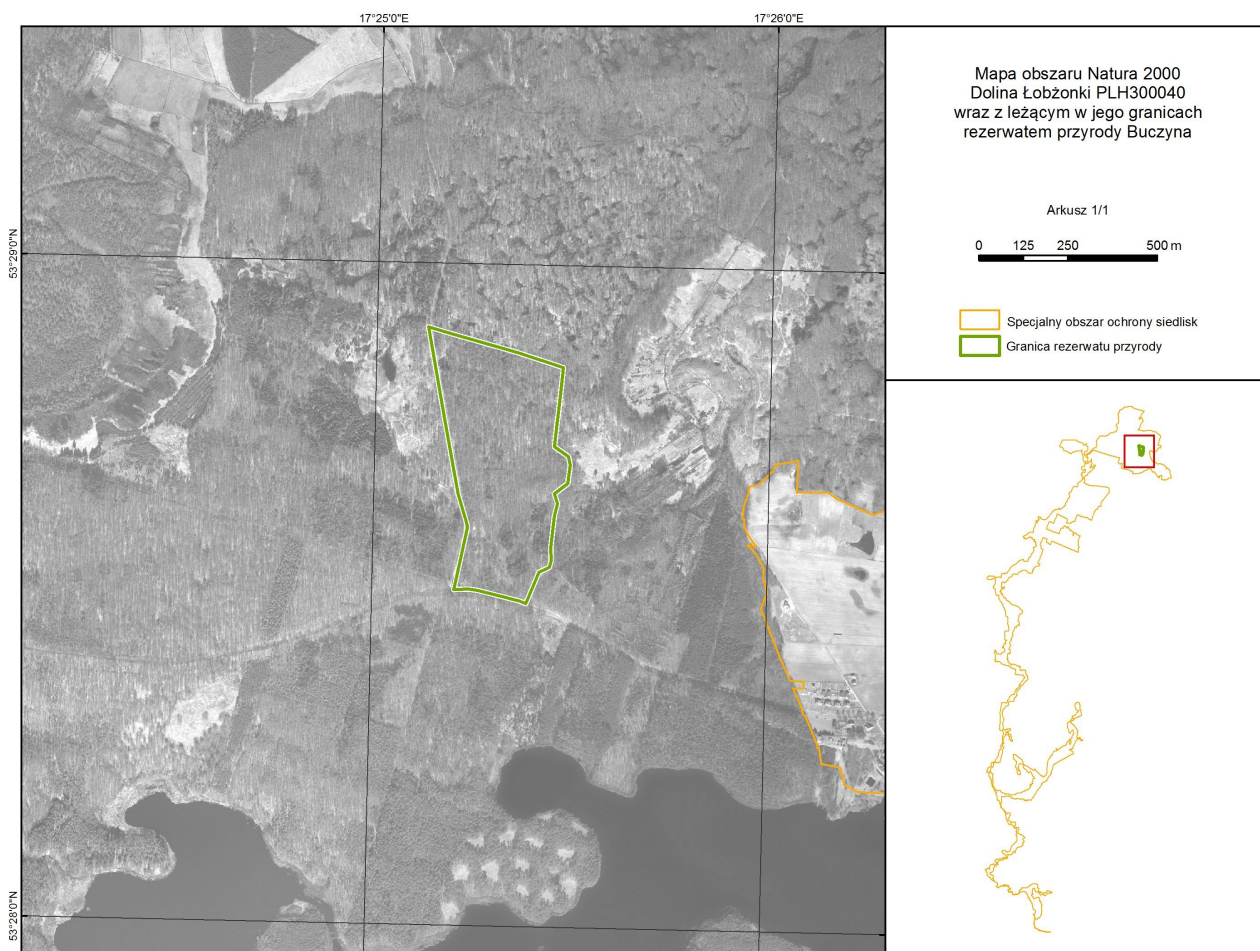 17°25'0"E
17°26'0"E
53°29'0"N
53°28'0"N
Mapa obszaru Natura 2000
Dolina Łobżonki PLH300040
wraz z leżącym w jego granicach
rezerwatem przyrody Buczyna
Arkusz 1/1
0 125 250 500 m
Specjalny obszar ochrony siedlisk
Granica rezerwatu przyrody